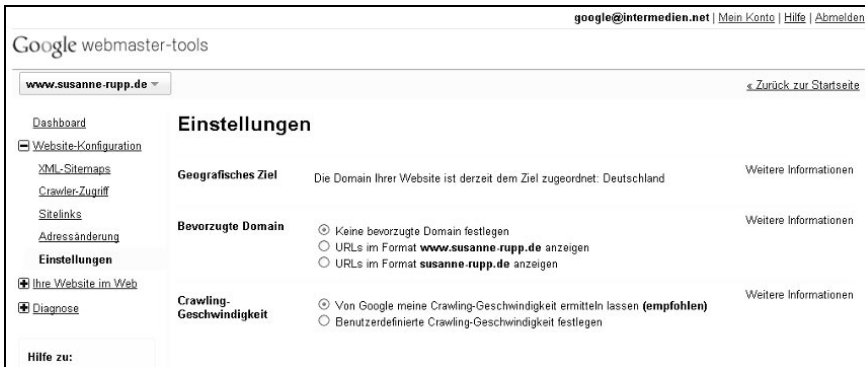 google@intermedien.net | Mein Konto | Hilfe | Abmelden
Google webmaster-tools
www.susanne-rupp.de
« Zurück zur Startseite
Dashboard
Website-Konfiguration
XML-Sitemaps
Crawler-Zugriff
Sitelinks
Adressänderung
Einstellungen
Ihre Website im Web
Diagnose
Hilfe zu:
Einstellungen
Geografisches Ziel
Die Domain Ihrer Website ist derzeit dem Ziel zugeordnet: Deutschland
Weitere Informationen
Bevorzugte Domain
Keine bevorzugte Domain festlegen
URLs im Format www.susanne-rupp.de anzeigen
URLs im Format susanne-rupp.de anzeigen
Weitere Informationen
Crawling-
Geschwindigkeit
Von Google meine Crawling-Geschwindigkeit ermitteln lassen (empfohlen)
Benutzerdefinierte Crawling-Geschwindigkeit festlegen
Weitere Informationen